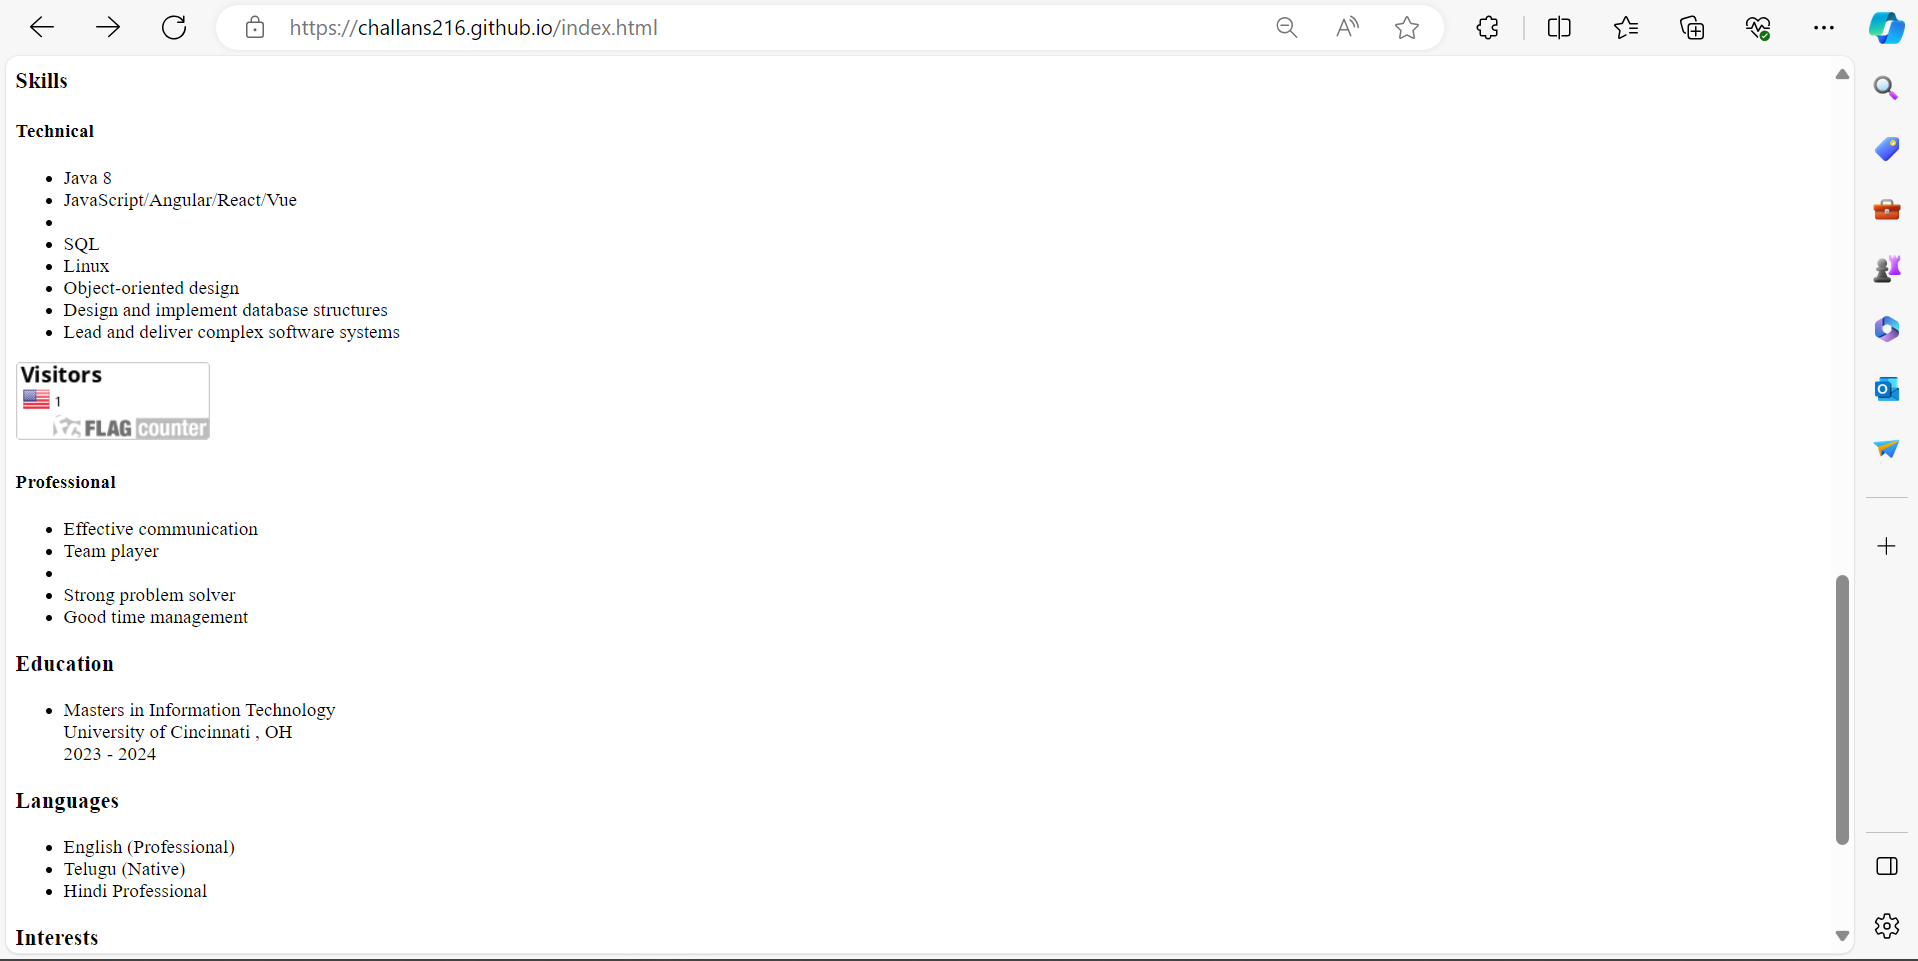 https://challans216.github.io/index.html
Skills
Technical
Java 8
JavaScript/Angular/React/Vue
SQL
Linux
Object-oriented design
Design and implement database structures
Lead and deliver complex software systems
Visitors
1
FLAG counter
Professional
Effective communication
Team player
Strong problem solver
Good time management
Education
Masters in Information Technology
University of Cincinnati , OH
2023 - 2024
Languages
English (Professional)
Telugu (Native)
Hindi Professional
Interests